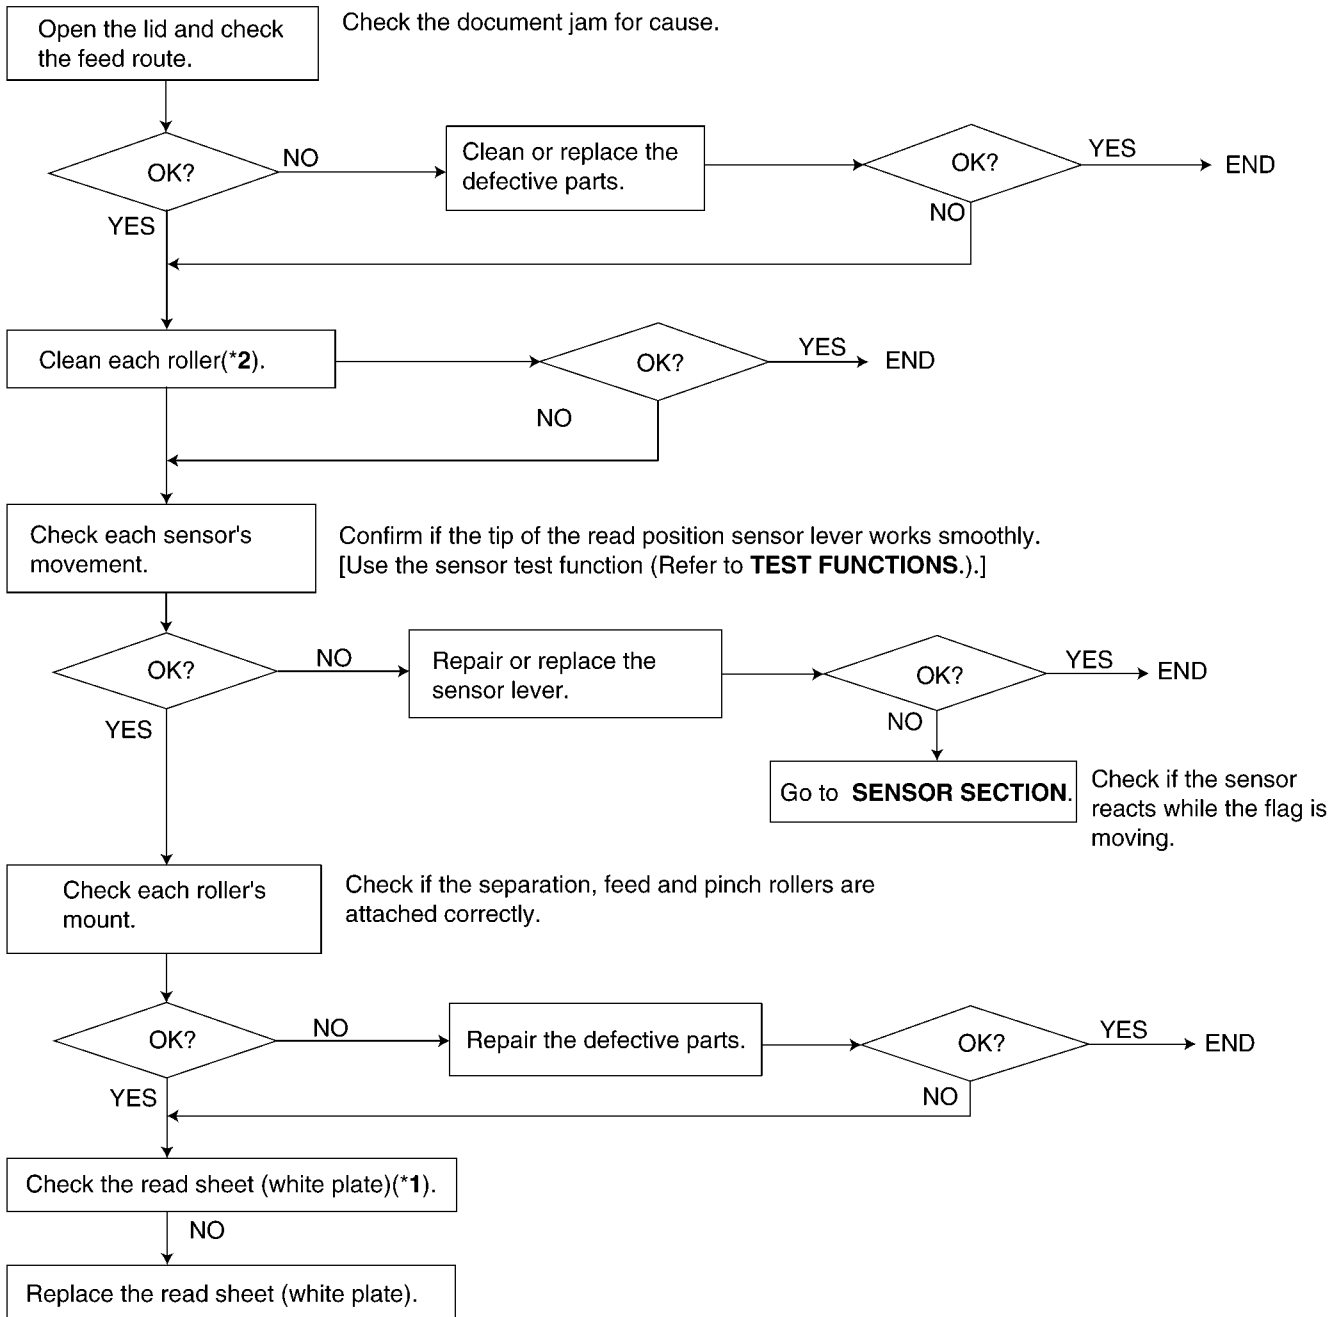 Open the lid and check
the feed route.
Check the document jam for cause.
OK?
NO
Clean or replace the
defective parts.
OK?
YES
END
YES
NO
Clean each roller(*2).
OK?
YES
END
NO
Check each sensor's
movement.
Confirm if the tip of the read position sensor lever works smoothly.
[Use the sensor test function (Refer to TEST FUNCTIONS.).]
OK?
NO
Repair or replace the
sensor lever.
OK?
YES
END
YES
NO
Go to SENSOR SECTION.
Check if the sensor
reacts while the flag is
moving.
Check each roller's
mount.
Check if the separation, feed and pinch rollers are
attached correctly.
OK?
NO
Repair the defective parts.
OK?
YES
END
YES
NO
Check the read sheet (white plate)(*1).
NO
Replace the read sheet (white plate).